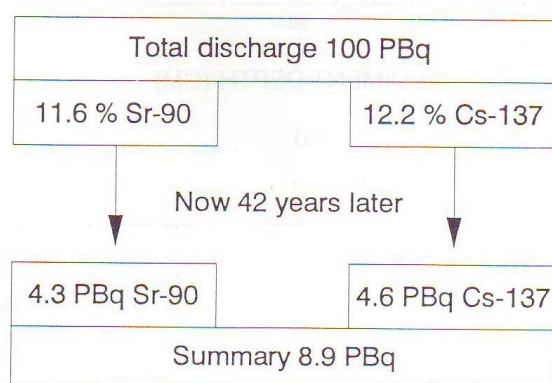 Total discharge 100 PBq
11.6 % Sr-90 12.2 % Cs-137
Now 42 years later
4.3 PBq Sr-90 4.6 PBq Cs-137
Summary 8.9 PBq